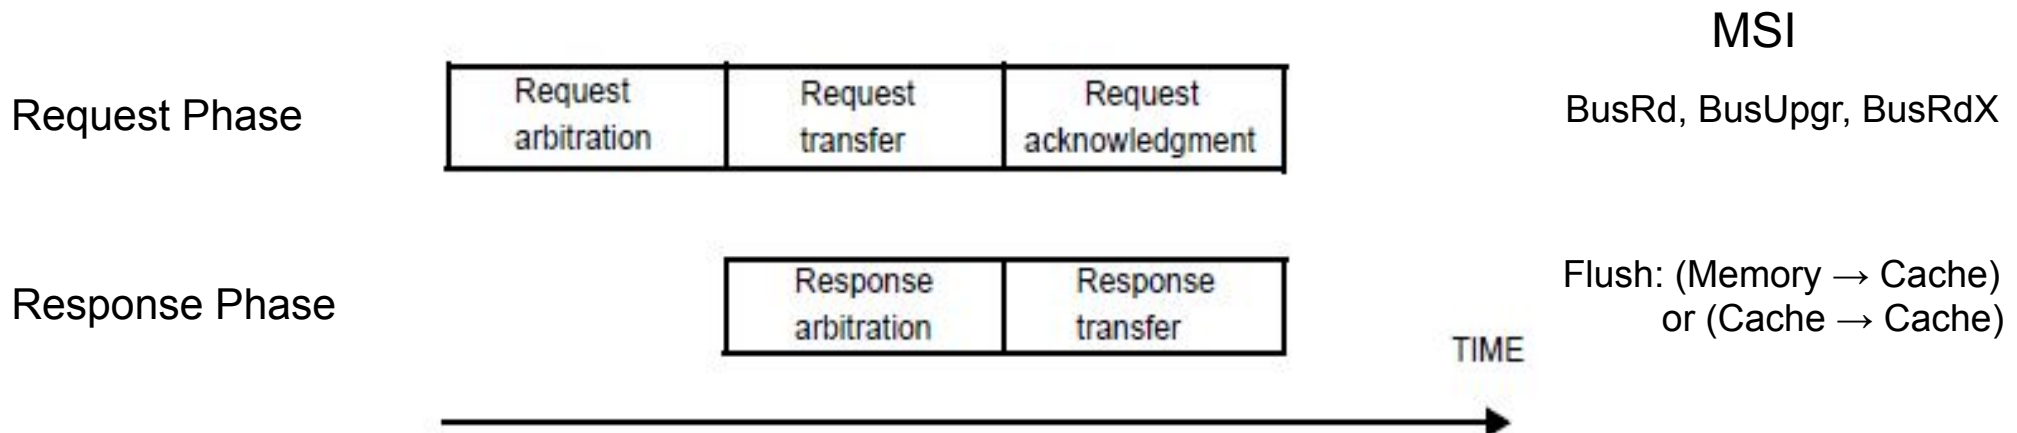 MSI
Request Phase
Request
arbitration
Request
transfer
Request
acknowledgment
BusRd, BusUpgr, BusRdX
Response Phase
Response
arbitration
Response
transfer
Flush: (Memory → Cache)
or (Cache → Cache)
TIME